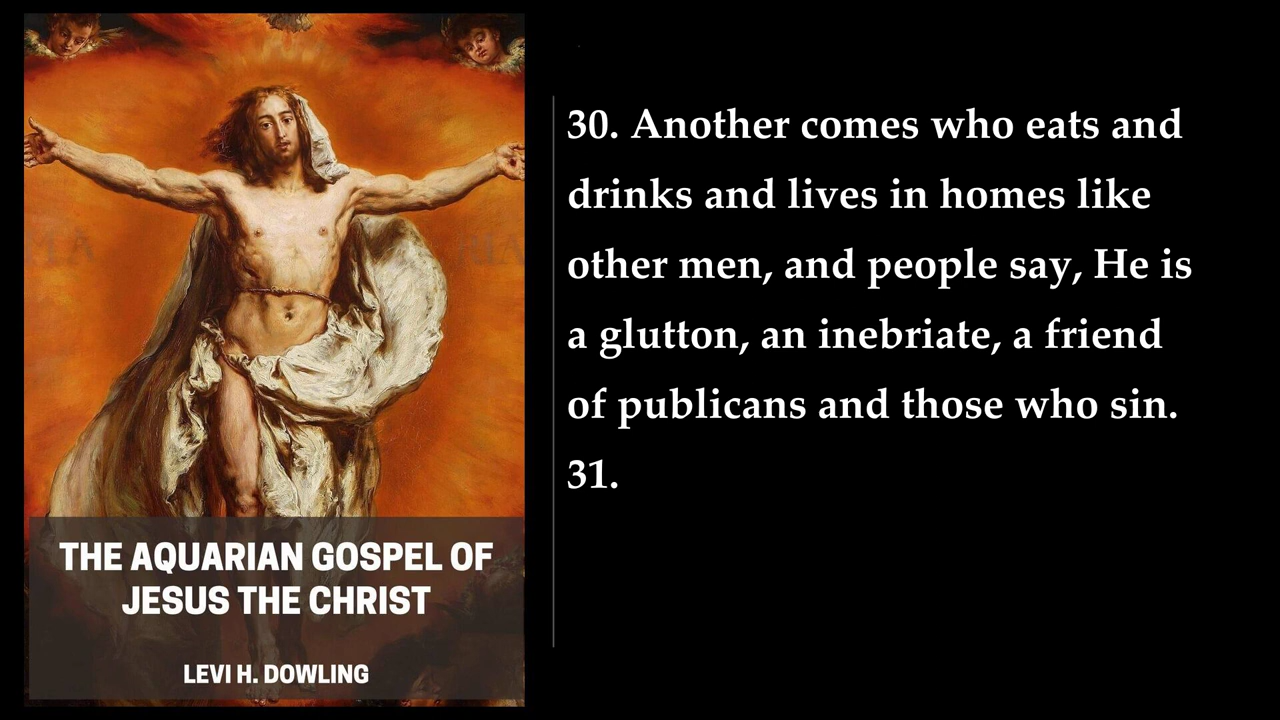 THE AQUARIAN GOSPEL OF
JESUS THE CHRIST
LEVI H. DOWLING
30. Another comes who eats and
drinks and lives in homes like
other men, and people say, He is
a glutton, an inebriate, a friend
of publicans and those who sin.
31.